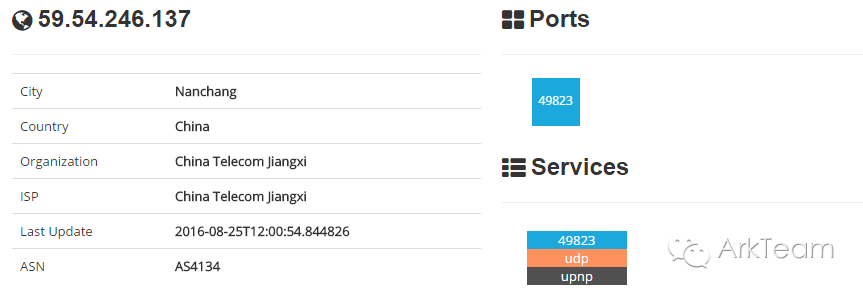 59.54.246.137
City Nanchang
Country China
Organization China Telecom Jiangxi
ISP China Telecom Jiangxi
Last Update 2016-08-25T12:00:54.844826
ASN AS4134
Ports
49823
Services
49823
udp
upnp
ArkTeam